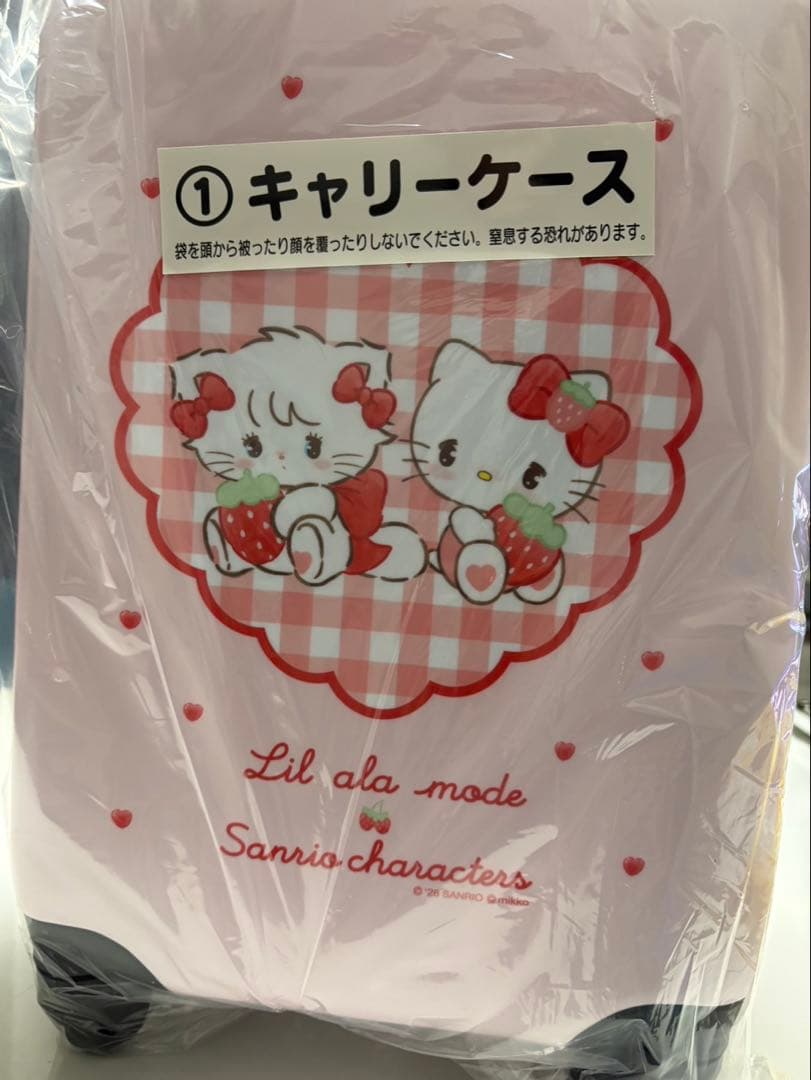 ①キャリーケース
袋を頭から被ったり顔を覆ったりしないでください。窒息する恐れがあります。
Lil ala mode
Sanrio characters
© '26 SANRIO mikko